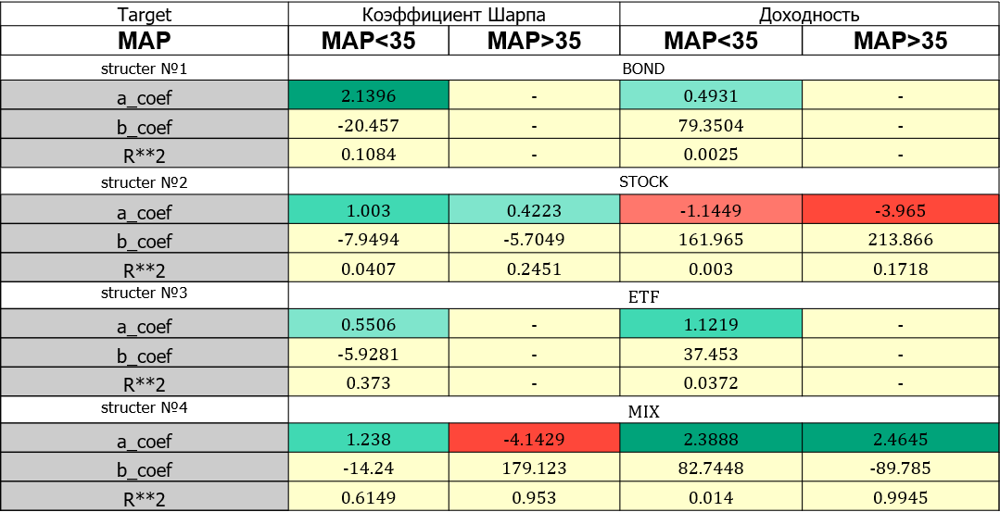 Target Коэффициент Шарпа Доходность
MAP MAP<35 MAP>35 MAP<35 MAP>35
structer №1 BOND
a_coef 2.1396 - 0.4931 -
b_coef -20.457 - 79.3504 -
R**2 0.1084 - 0.0025 -
structer №2 STOCK
a_coef 1.003 0.4223 -1.1449 -3.965
b_coef -7.9494 -5.7049 161.965 213.866
R**2 0.0407 0.2451 0.003 0.1718
structer №3 ETF
a_coef 0.5506 - 1.1219 -
b_coef -5.9281 - 37.453 -
R**2 0.373 - 0.0372 -
structer №4 MIX
a_coef 1.238 -4.1429 2.3888 2.4645
b_coef -14.24 179.123 82.7448 -89.785
R**2 0.6149 0.953 0.014 0.9945